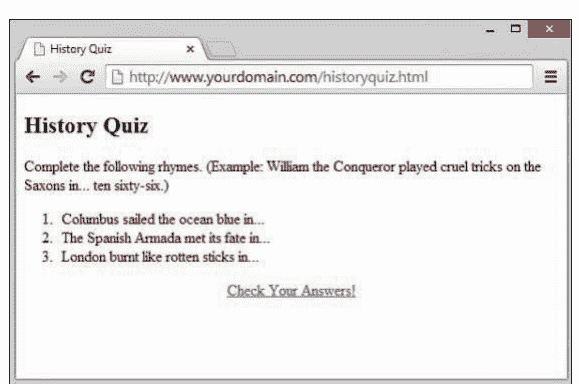 History Quiz
http://www.yourdomain.com/historyquiz.html
History Quiz
Complete the following rhymes. (Example: William the Conqueror played cruel tricks on the
Saxons in... ten sixty-six.)
1. Columbus sailed the ocean blue in...
2. The Spanish Armada met its fate in...
3. London burnt like rotten sticks in...
Check Your Answers!